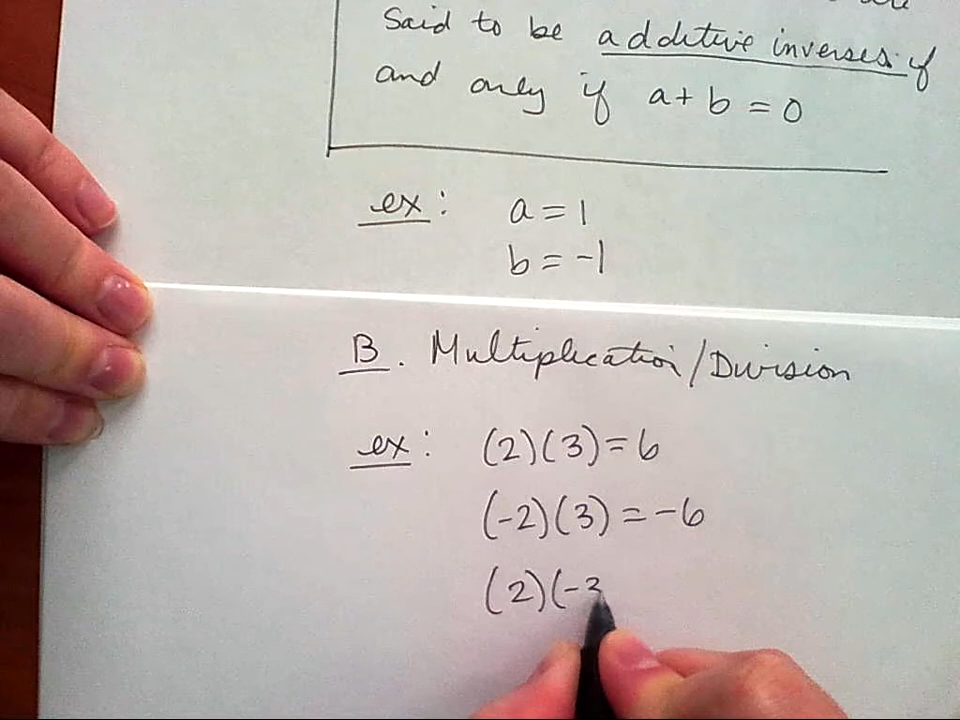 said to be additive inverses if
and only if a+b=0
ex: a=1
b=-1
B. Multiplication/Division
ex: (2)(3)=6
(-2)(3)=-6
(2)(-3